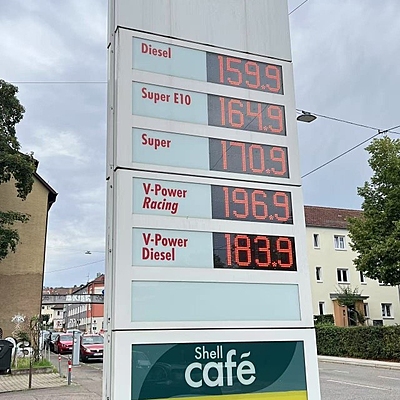 Diesel 159.9
Super E10 164.9
Super 170.9
V-Power
Racing 196.9
V-Power
Diesel 183.9
Shell
café